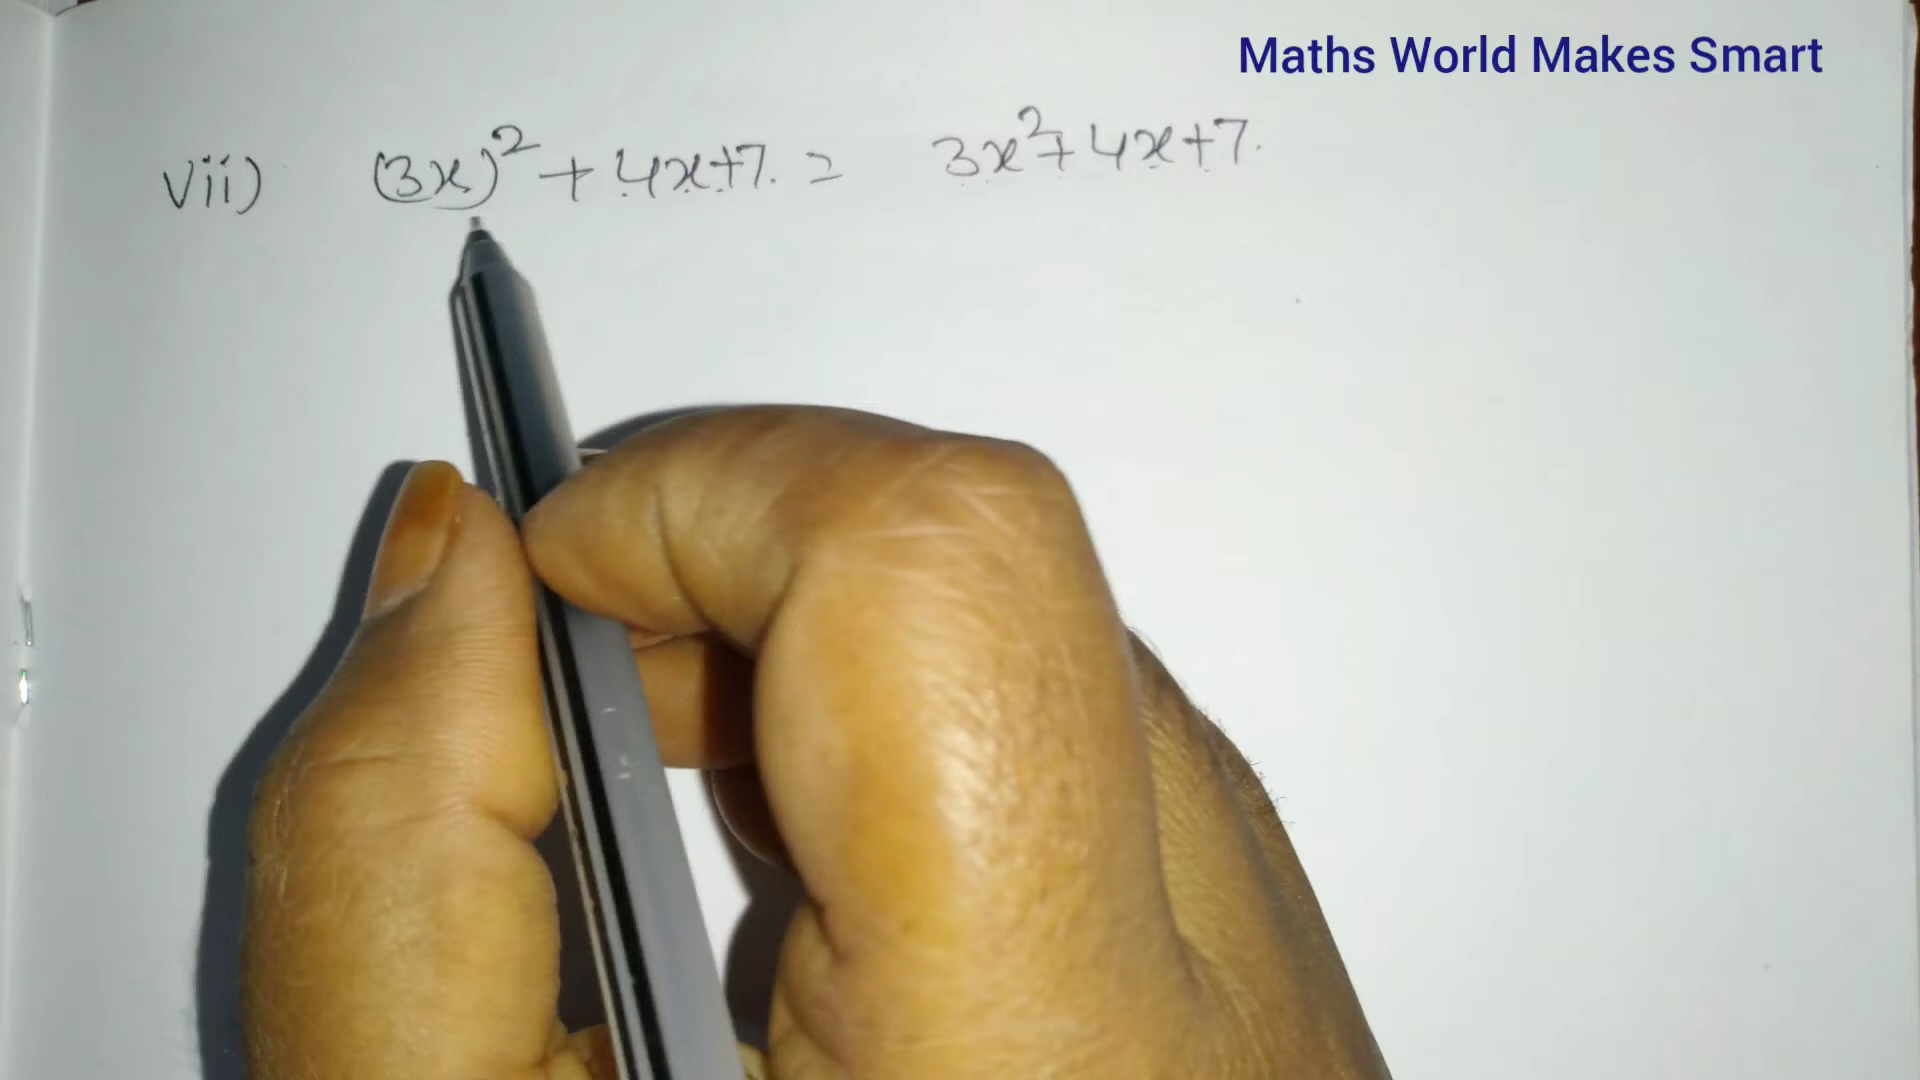 Maths World Makes Smart
vii) (3x)² + 4x+7. = 3x²+4x+7.